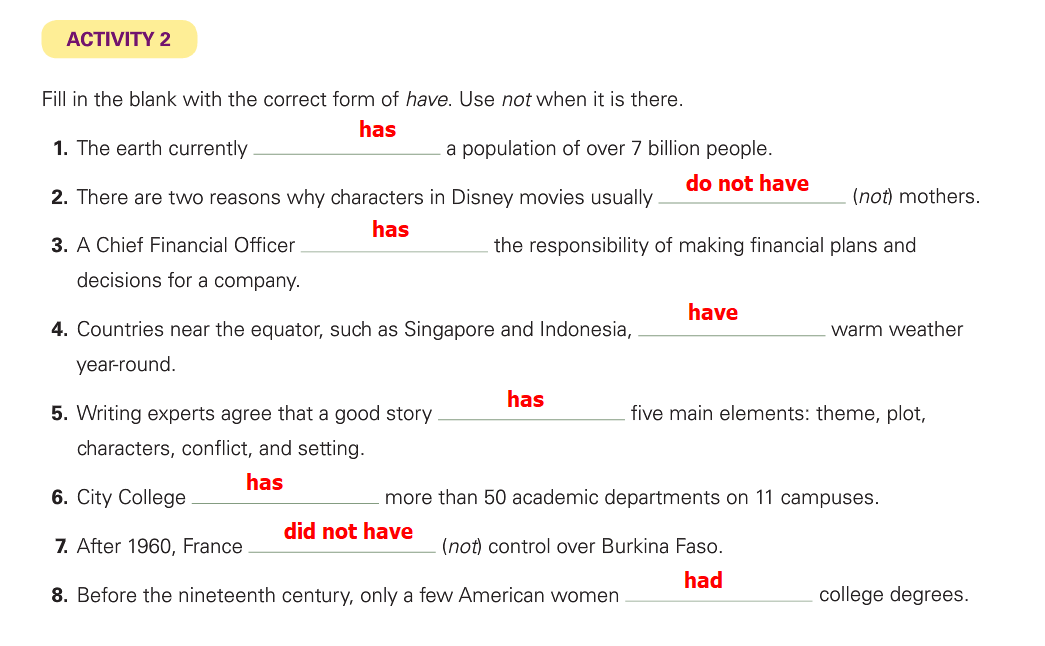 ACTIVITY 2
Fill in the blank with the correct form of have. Use not when it is there.
1. The earth currently has a population of over 7 billion people.
2. There are two reasons why characters in Disney movies usually do not have (not) mothers.
3. A Chief Financial Officer has the responsibility of making financial plans and
decisions for a company.
4. Countries near the equator, such as Singapore and Indonesia, have warm weather
year-round.
5. Writing experts agree that a good story has five main elements: theme, plot,
characters, conflict, and setting.
6. City College has more than 50 academic departments on 11 campuses.
7. After 1960, France did not have (not) control over Burkina Faso.
8. Before the nineteenth century, only a few American women had college degrees.